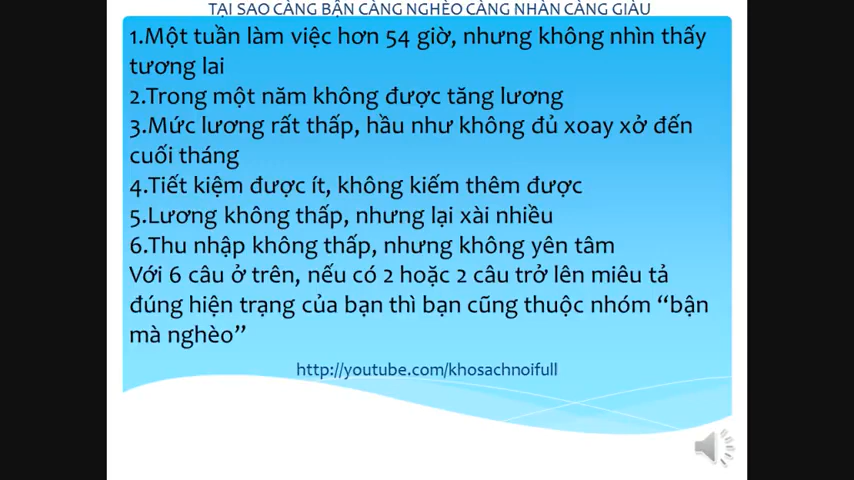 TẠI SAO CÀNG BẬN CÀNG NGHÈO CÀNG NHÀN CÀNG GIÀU
1.Một tuần làm việc hơn 54 giờ, nhưng không nhìn thấy
tương lai
2.Trong một năm không được tăng lương
3.Mức lương rất thấp, hầu như không đủ xoay xở đến
cuối tháng
4.Tiết kiệm được ít, không kiếm thêm được
5.Lương không thấp, nhưng lại xài nhiều
6.Thu nhập không thấp, nhưng không yên tâm
Với 6 câu ở trên, nếu có 2 hoặc 2 câu trở lên miêu tả
đúng hiện trạng của bạn thì bạn cũng thuộc nhóm “bận
mà nghèo”
http://youtube.com/khosachnoifull